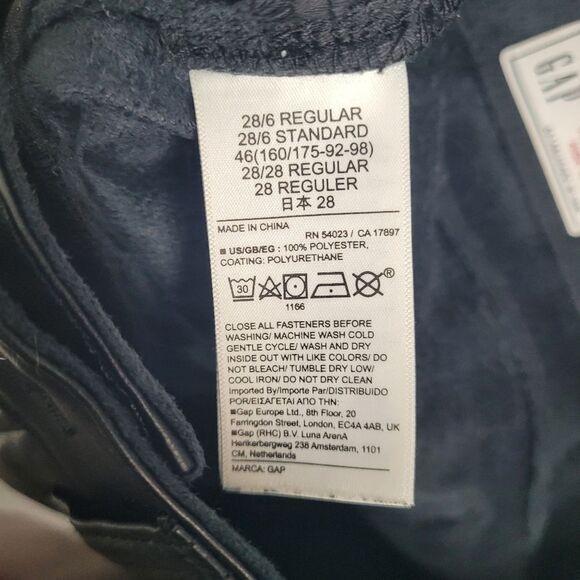 28/6 REGULAR
28/6 STANDARD
46(160/175-92-98)
28/28 REGULAR
28 REGULER
日本 28
MADE IN CHINA
RN 54023 / CA 17897
■ US/GB/EG : 100% POLYESTER,
COATING: POLYURETHANE
30
®
1166
CLOSE ALL FASTENERS BEFORE
WASHING/ MACHINE WASH COLD
GENTLE CYCLE/ WASH AND DRY
INSIDE OUT WITH LIKE COLORS/ DO
NOT BLEACH/ TUMBLE DRY LOW/
COOL IRON/ DO NOT DRY CLEAN
Imported By/Importe Par/DISTRIBUIDO
POR/ΕΙΣΑΓΕΤΑΙ ΑΠΟ ΤΗΝ:
■Gap Europe Ltd., 8th Floor, 20
Farringdon Street, London, EC4A 4AB, UK
■Gap (RHC) B.V. Luna ArenA
Herikerbergweg 238 Amsterdam, 1101
CM, Netherlands
MARCA: GAP
GAP